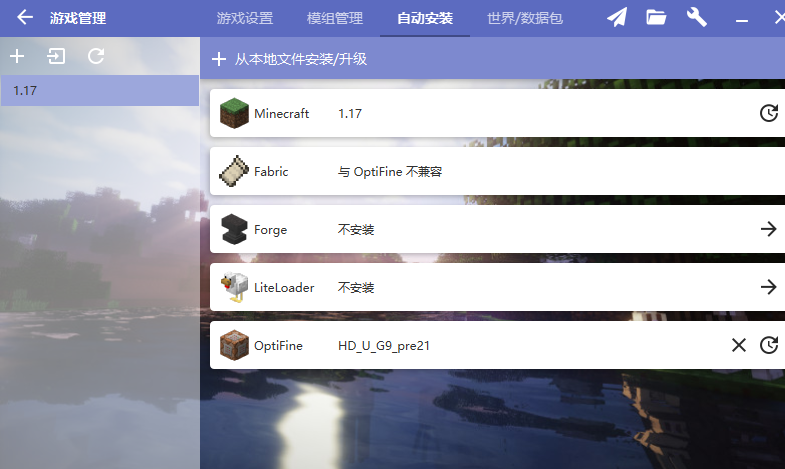 游戏管理
游戏设置
模组管理
自动安装
世界/数据包
从本地文件安装/升级
1.17
Minecraft 1.17
Fabric 与 OptiFine 不兼容
Forge 不安装
LiteLoader 不安装
OptiFine HD_U_G9_pre21